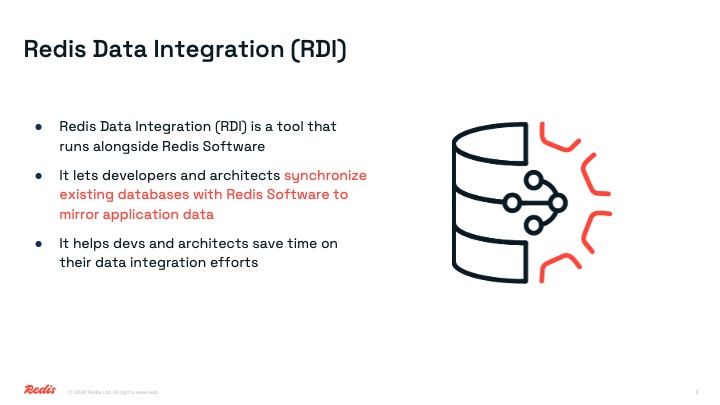 Redis Data Integration (RDI)
● Redis Data Integration (RDI) is a tool that
runs alongside Redis Software
● It lets developers and architects synchronize
existing databases with Redis Software to
mirror application data
● It helps devs and architects save time on
their data integration efforts
Redis
© 2024 Redis Ltd. All rights reserved.